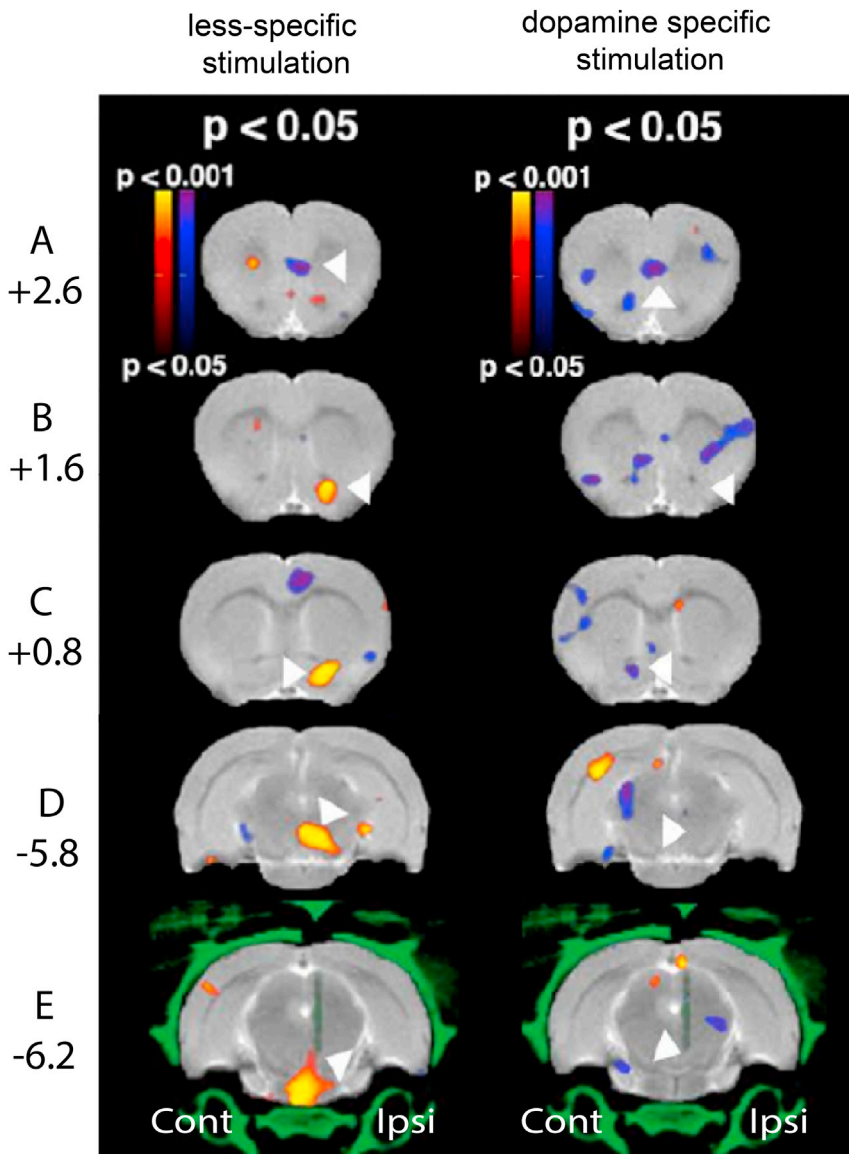 less-specific
stimulation
dopamine specific
stimulation
p < 0.05
p < 0.05
p < 0.001
p < 0.001
A
+2.6
p < 0.05
p < 0.05
B
+1.6
C
+0.8
D
-5.8
E
-6.2
Cont Ipsi
Cont Ipsi